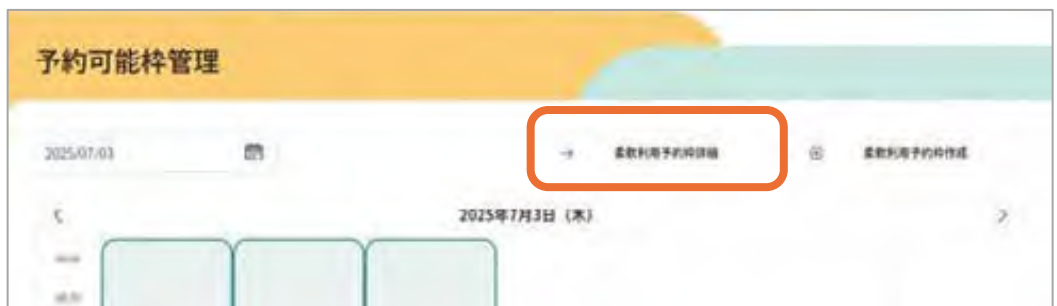 予約可能枠管理
2025/07/03
→ 柔軟利用予約枠詳細
柔軟利用予約枠作成
2025年7月3日（木）